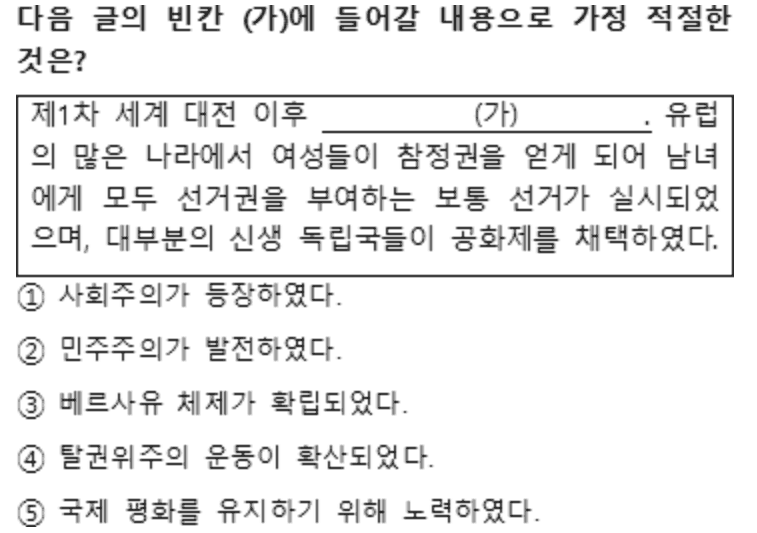 다음 글의 빈칸 (가)에 들어갈 내용으로 가정 적절한
것은?
제1차 세계 대전 이후 (가) . 유럽
의 많은 나라에서 여성들이 참정권을 얻게 되어 남녀
에게 모두 선거권을 부여하는 보통 선거가 실시되었
으며, 대부분의 신생 독립국들이 공화제를 채택하였다.
① 사회주의가 등장하였다.
② 민주주의가 발전하였다.
③ 베르사유 체제가 확립되었다.
④ 탈권위주의 운동이 확산되었다.
⑤ 국제 평화를 유지하기 위해 노력하였다.